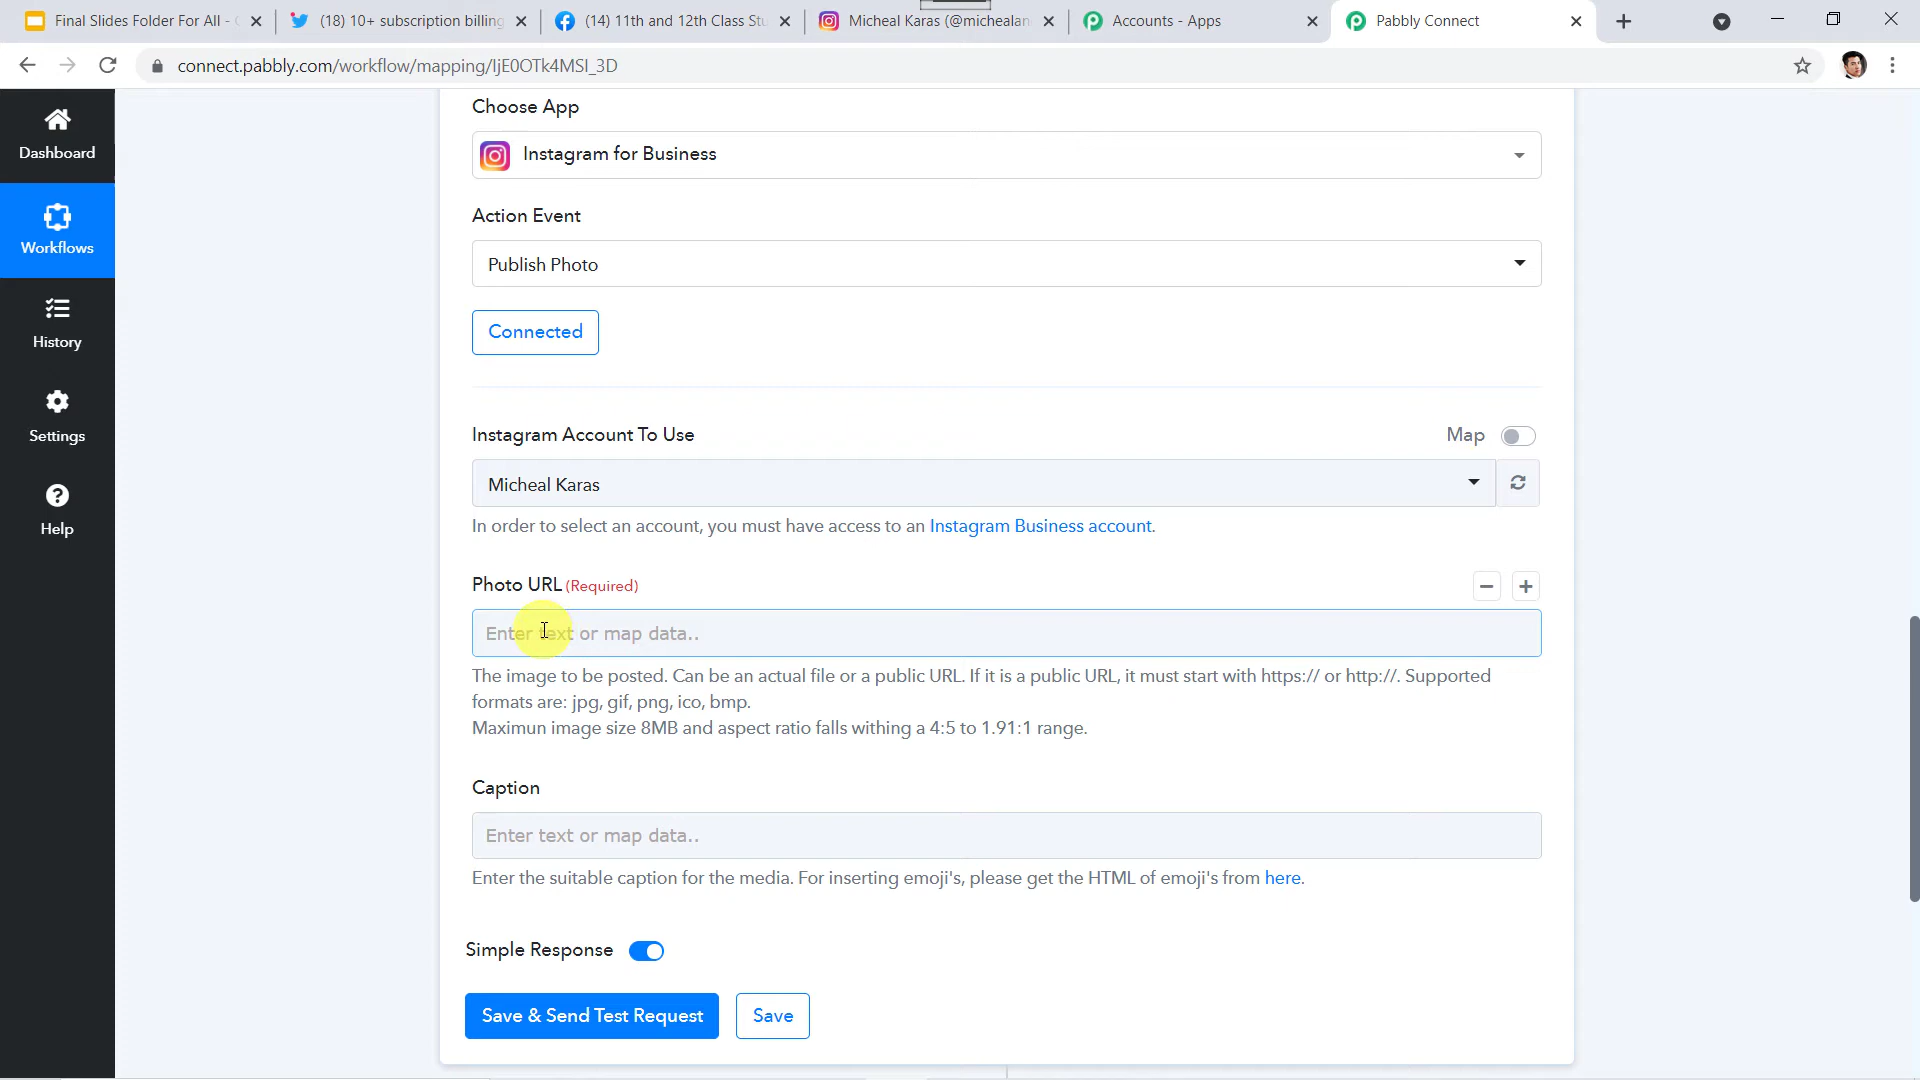 Final Slides Folder For All -
(18) 10+ subscription billing
(14) 11th and 12th Class Stu
Micheal Karas (@michealan
Accounts - Apps
Pabbly Connect
connect.pabbly.com/workflow/mapping/IjE0OTk4MSI_3D
Dashboard
Workflows
History
Settings
Help
Choose App
Instagram for Business
Action Event
Publish Photo
Connected
Instagram Account To Use
Map
Micheal Karas
In order to select an account, you must have access to an Instagram Business account.
Photo URL (Required)
Enter text or map data..
The image to be posted. Can be an actual file or a public URL. If it is a public URL, it must start with https:// or http://. Supported
formats are: jpg, gif, png, ico, bmp.
Maximun image size 8MB and aspect ratio falls withing a 4:5 to 1.91:1 range.
Caption
Enter text or map data..
Enter the suitable caption for the media. For inserting emoji's, please get the HTML of emoji's from here.
Simple Response
Save & Send Test Request
Save